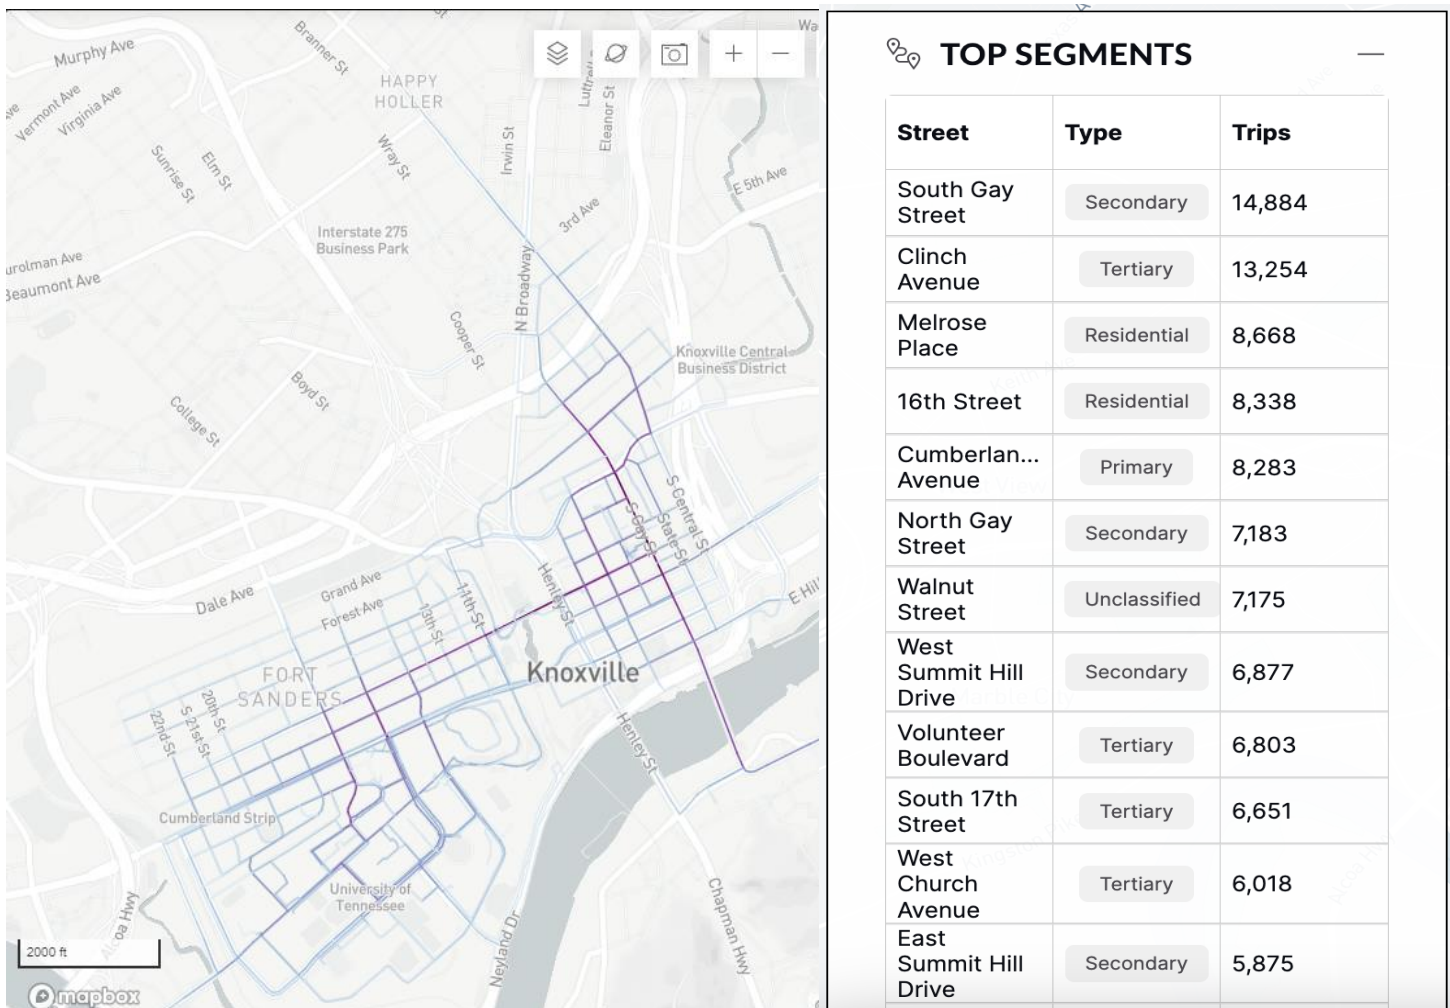 Murphy Ave
Branner St
Vermont Ave
Virginia Ave
HAPPY
HOLLER
Luttrell
Eleanor St
Irwin St
Wray St
Sunrise St
Elm St
E 5th Ave
3rd Ave
Interstate 275
Business Park
Beaumont Ave
N Broadway
Cooper St
Knoxville Central
Business District
Boyd St
College St
S Central St
State St
S Gay St
Henley St
Dale Ave
Grand Ave
Forest Ave
13th St
11th St
E Hill
Knoxville
FORT
SANDERS
20th St
S 21st St
22nd St
Henley St
Cumberland Strip
University of
Tennessee
Alcoa Hwy
Neyland Dr
Chapman Hwy
2000 ft
mapbox
TOP SEGMENTS
Street Type Trips
South Gay
Street
Secondary 14,884
Clinch
Avenue
Tertiary 13,254
Melrose
Place
Residential 8,668
16th Street Residential 8,338
Cumberlan...
Avenue
Primary 8,283
North Gay
Street
Secondary 7,183
Walnut
Street
Unclassified 7,175
West
Summit Hill
Drive
Secondary 6,877
Volunteer
Boulevard
Tertiary 6,803
South 17th
Street
Tertiary 6,651
West
Church
Avenue
Tertiary 6,018
East
Summit Hill
Drive
Secondary 5,875